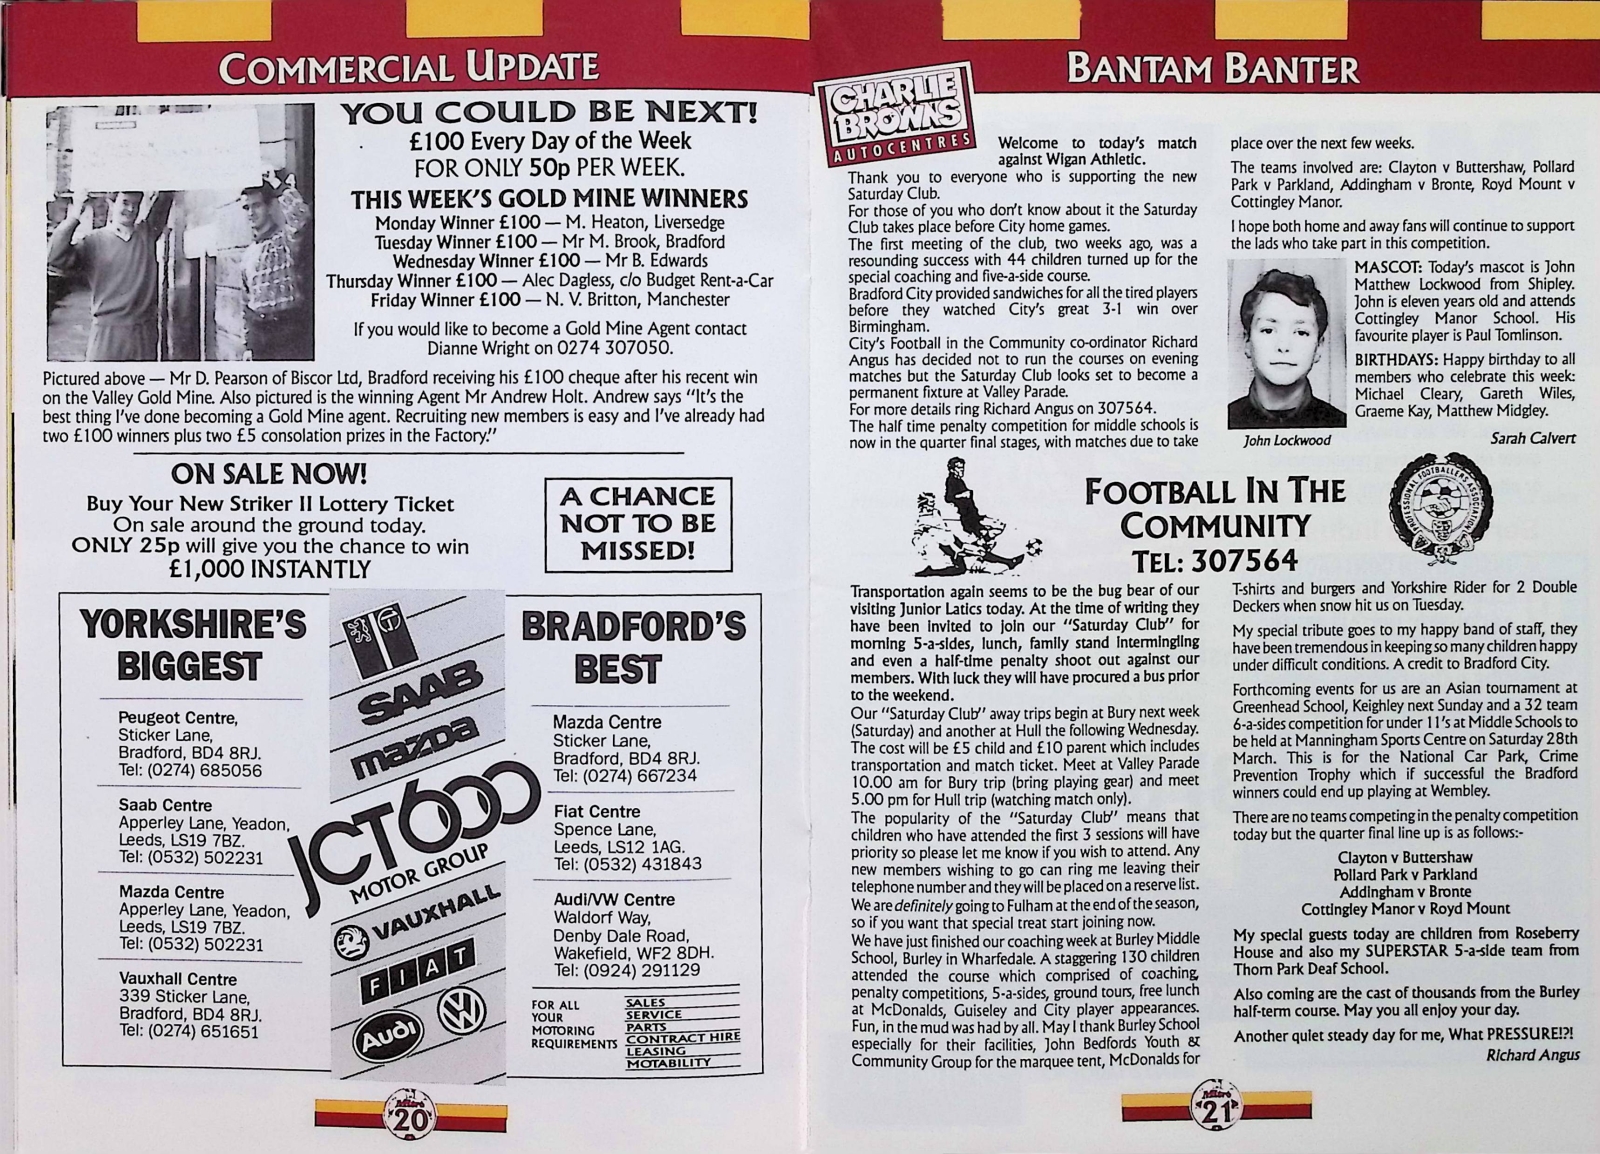 COMMERCIAL UPDATE
YOU COULD BE NEXT!
£100 Every Day of the Week
FOR ONLY 50p PER WEEK.
THIS WEEK'S GOLD MINE WINNERS
Monday Winner £100 — M. Heaton, Liversedge
Tuesday Winner £100 — Mr M. Brook, Bradford
Wednesday Winner £100 — Mr B. Edwards
Thursday Winner £100 — Alec Dagless, c/o Budget Rent-a-Car
Friday Winner £100 — N. V. Britton, Manchester
If you would like to become a Gold Mine Agent contact
Dianne Wright on 0274 307050.
Pictured above — Mr D. Pearson of Biscor Ltd, Bradford receiving his £100 cheque after his recent win
on the Valley Gold Mine. Also pictured is the winning Agent Mr Andrew Holt. Andrew says "It's the
best thing I've done becoming a Gold Mine agent. Recruiting new members is easy and I've already had
two £100 winners plus two £5 consolation prizes in the Factory."
ON SALE NOW!
Buy Your New Striker II Lottery Ticket
On sale around the ground today.
ONLY 25p will give you the chance to win
£1,000 INSTANTLY
A CHANCE
NOT TO BE
MISSED!
YORKSHIRE'S
BIGGEST
Peugeot Centre,
Sticker Lane,
Bradford, BD4 8RJ.
Tel: (0274) 685056
Saab Centre
Apperley Lane, Yeadon,
Leeds, LS19 7BZ.
Tel: (0532) 502231
Mazda Centre
Apperley Lane, Yeadon,
Leeds, LS19 7BZ.
Tel: (0532) 502231
Vauxhall Centre
339 Sticker Lane,
Bradford, BD4 8RJ.
Tel: (0274) 651651
SAAB
mazda
JCT600
MOTOR GROUP
VAUXHALL
FIAT
Audi
BRADFORD'S
BEST
Mazda Centre
Sticker Lane,
Bradford, BD4 8RJ.
Tel: (0274) 667234
Fiat Centre
Spence Lane,
Leeds, LS12 1AG.
Tel: (0532) 431843
Audi/VW Centre
Waldorf Way,
Denby Dale Road,
Wakefield, WF2 8DH.
Tel: (0924) 291129
FOR ALL
YOUR
MOTORING
REQUIREMENTS
SALES
SERVICE
PARTS
CONTRACT HIRE
LEASING
MOTABILITY
20
BANTAM BANTER
CHARLIE
BROWNS
AUTOCENTRES
Welcome to today's match
against Wigan Athletic.
Thank you to everyone who is supporting the new
Saturday Club.
For those of you who don't know about it the Saturday
Club takes place before City home games.
The first meeting of the club, two weeks ago, was a
resounding success with 44 children turned up for the
special coaching and five-a-side course.
Bradford City provided sandwiches for all the tired players
before they watched City's great 3-1 win over
Birmingham.
City's Football in the Community co-ordinator Richard
Angus has decided not to run the courses on evening
matches but the Saturday Club looks set to become a
permanent fixture at Valley Parade.
For more details ring Richard Angus on 307564.
The half time penalty competition for middle schools is
now in the quarter final stages, with matches due to take
place over the next few weeks.
The teams involved are: Clayton v Buttershaw, Pollard
Park v Parkland, Addingham v Bronte, Royd Mount v
Cottingley Manor.
I hope both home and away fans will continue to support
the lads who take part in this competition.
John Lockwood
MASCOT: Today's mascot is John
Matthew Lockwood from Shipley.
John is eleven years old and attends
Cottingley Manor School. His
favourite player is Paul Tomlinson.
BIRTHDAYS: Happy birthday to all
members who celebrate this week:
Michael Cleary, Gareth Wiles,
Graeme Kay, Matthew Midgley.
Sarah Calvert
FOOTBALL IN THE
COMMUNITY
TEL: 307564
PROFESSIONAL FOOTBALLERS ASSOCIATION
Transportation again seems to be the bug bear of our
visiting Junior Latics today. At the time of writing they
have been invited to join our "Saturday Club" for
morning 5-a-sides, lunch, family stand intermingling
and even a half-time penalty shoot out against our
members. With luck they will have procured a bus prior
to the weekend.
Our "Saturday Club" away trips begin at Bury next week
(Saturday) and another at Hull the following Wednesday.
The cost will be £5 child and £10 parent which includes
transportation and match ticket. Meet at Valley Parade
10.00 am for Bury trip (bring playing gear) and meet
5.00 pm for Hull trip (watching match only).
The popularity of the "Saturday Club" means that
children who have attended the first 3 sessions will have
priority so please let me know if you wish to attend. Any
new members wishing to go can ring me leaving their
telephone number and they will be placed on a reserve list.
We are definitely going to Fulham at the end of the season,
so if you want that special treat start joining now.
We have just finished our coaching week at Burley Middle
School, Burley in Wharfedale. A staggering 130 children
attended the course which comprised of coaching,
penalty competitions, 5-a-sides, ground tours, free lunch
at McDonalds, Guiseley and City player appearances.
Fun, in the mud was had by all. May I thank Burley School
especially for their facilities, John Bedfords Youth &
Community Group for the marquee tent, McDonalds for
T-shirts and burgers and Yorkshire Rider for 2 Double
Deckers when snow hit us on Tuesday.
My special tribute goes to my happy band of staff, they
have been tremendous in keeping so many children happy
under difficult conditions. A credit to Bradford City.
Forthcoming events for us are an Asian tournament at
Greenhead School, Keighley next Sunday and a 32 team
6-a-sides competition for under 11's at Middle Schools to
be held at Manningham Sports Centre on Saturday 28th
March. This is for the National Car Park, Crime
Prevention Trophy which if successful the Bradford
winners could end up playing at Wembley.
There are no teams competing in the penalty competition
today but the quarter final line up is as follows:-
Clayton v Buttershaw
Pollard Park v Parkland
Addingham v Bronte
Cottingley Manor v Royd Mount
My special guests today are children from Roseberry
House and also my SUPERSTAR 5-a-side team from
Thorn Park Deaf School.
Also coming are the cast of thousands from the Burley
half-term course. May you all enjoy your day.
Another quiet steady day for me, What PRESSURE!?!
Richard Angus
21